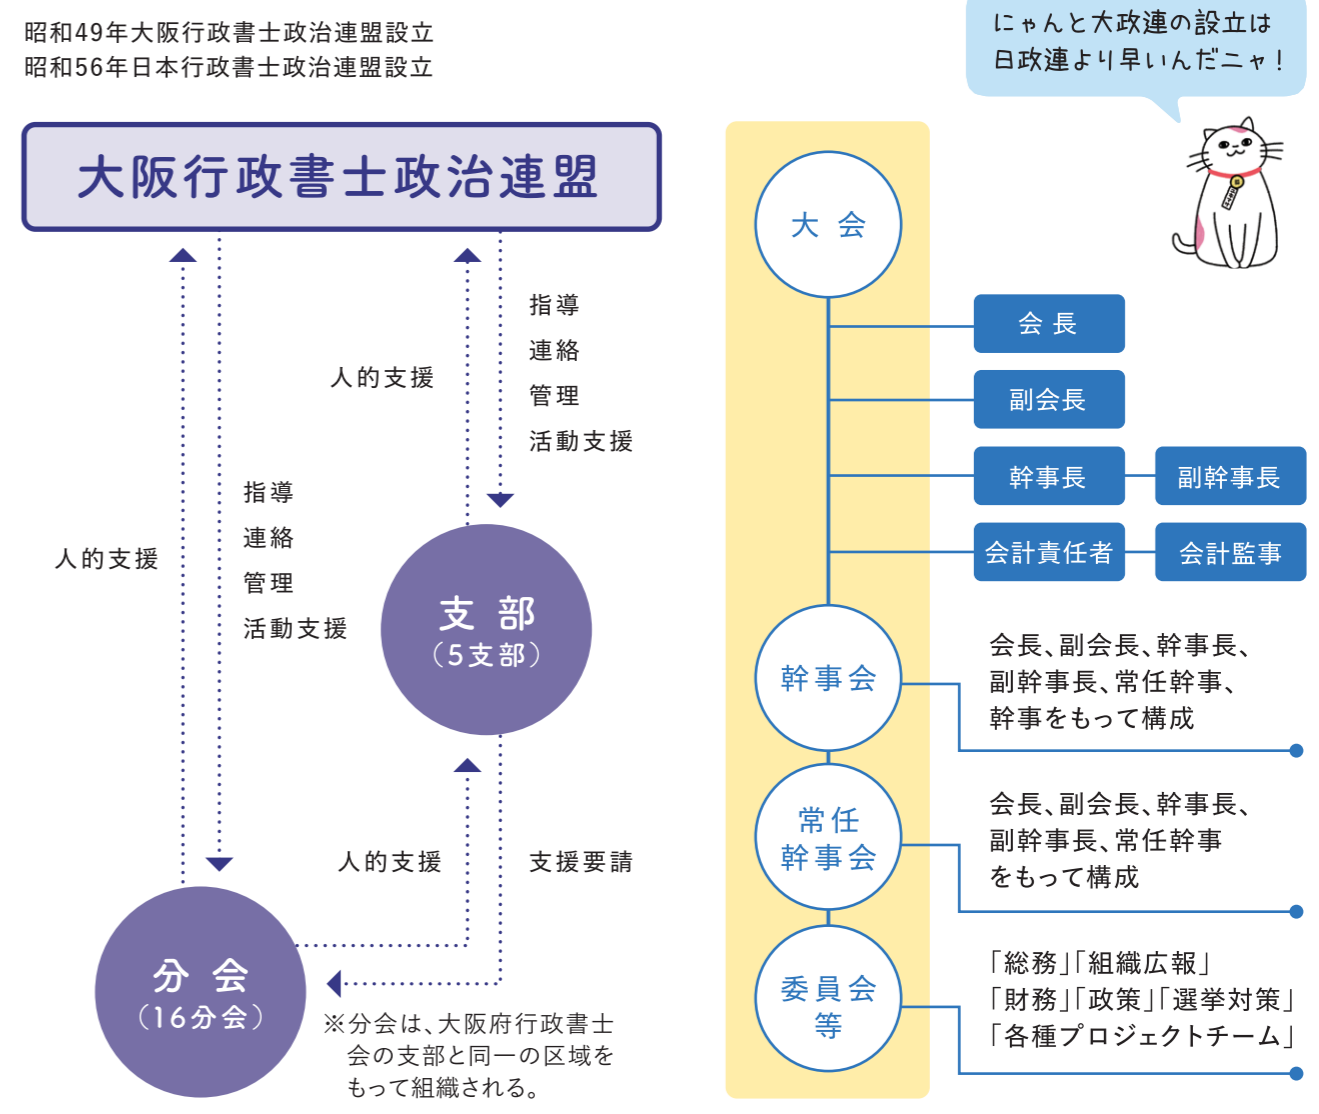 昭和49年大阪行政書士政治連盟設立
昭和56年日本行政書士政治連盟設立
にゃんと大政連の設立は
日政連より早いんだニャ！
大阪行政書士政治連盟
人的支援
指導
連絡
管理
活動支援
人的支援
指導
連絡
管理
活動支援
支部
（5支部）
人的支援
支援要請
分会
（16分会）
※分会は、大阪府行政書士
会の支部と同一の区域を
もって組織される。
大会
会長
副会長
幹事長
副幹事長
会計責任者
会計監事
幹事会
会長、副会長、幹事長、
副幹事長、常任幹事、
幹事をもって構成
常任
幹事会
会長、副会長、幹事長、
副幹事長、常任幹事
をもって構成
委員会
等
「総務」「組織広報」
「財務」「政策」「選挙対策」
「各種プロジェクトチーム」